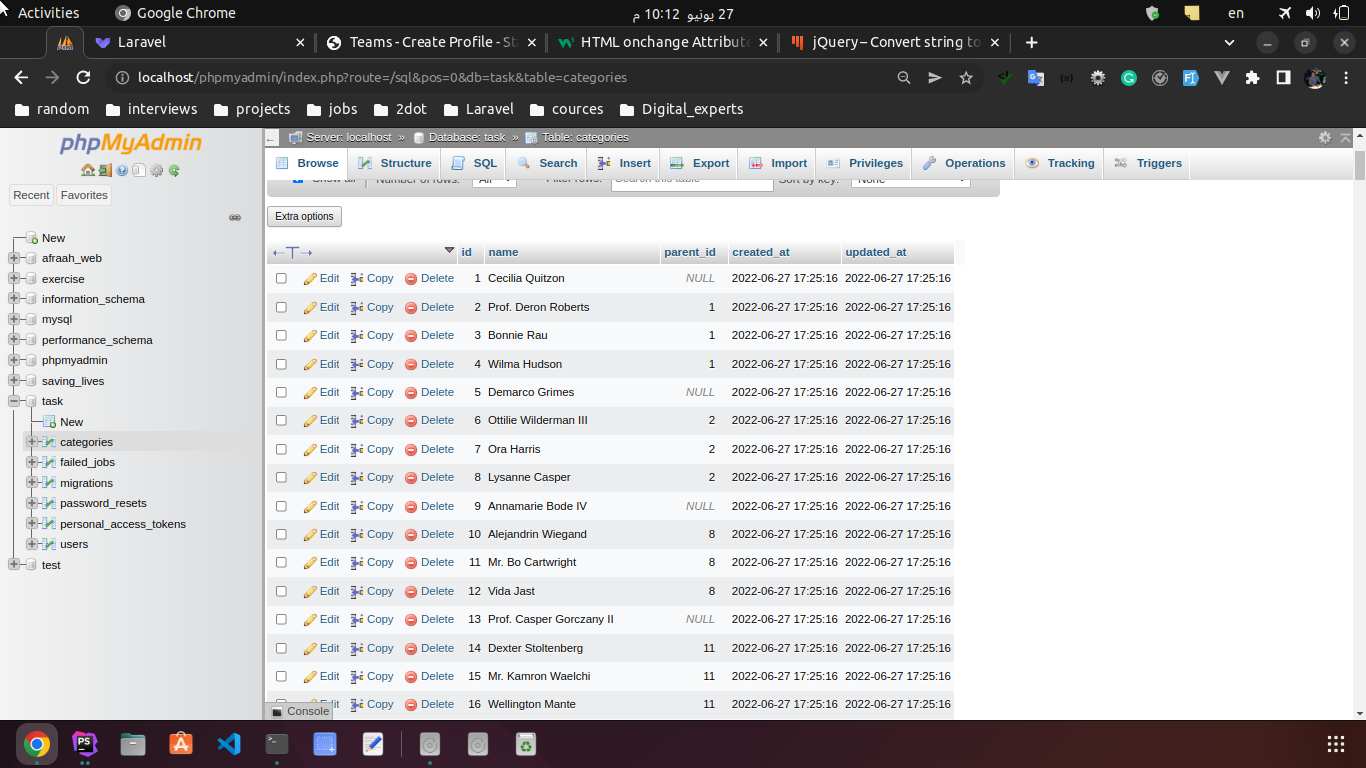 Activities Google Chrome 27 يونيو 10:12 م en
Laravel Teams - Create Profile - Sta HTML onchange Attribute jQuery – Convert string to
localhost/phpmyadmin/index.php?route=/sql&pos=0&db=task&table=categories
random interviews projects jobs 2dot Laravel cources Digital_experts
phpMyAdmin
Recent Favorites
New
afraah_web
exercise
information_schema
mysql
performance_schema
phpmyadmin
saving_lives
task
New
categories
failed_jobs
migrations
password_resets
personal_access_tokens
users
test
Server: localhost » Database: task » Table: categories
Browse Structure SQL Search Insert Export Import Privileges Operations Tracking Triggers
Show all Number of rows: All Filter rows: Search this table Sort by key: None
Extra options
id name parent_id created_at updated_at
Edit Copy Delete 1 Cecilia Quitzon NULL 2022-06-27 17:25:16 2022-06-27 17:25:16
Edit Copy Delete 2 Prof. Deron Roberts 1 2022-06-27 17:25:16 2022-06-27 17:25:16
Edit Copy Delete 3 Bonnie Rau 1 2022-06-27 17:25:16 2022-06-27 17:25:16
Edit Copy Delete 4 Wilma Hudson 1 2022-06-27 17:25:16 2022-06-27 17:25:16
Edit Copy Delete 5 Demarco Grimes NULL 2022-06-27 17:25:16 2022-06-27 17:25:16
Edit Copy Delete 6 Ottilie Wilderman III 2 2022-06-27 17:25:16 2022-06-27 17:25:16
Edit Copy Delete 7 Ora Harris 2 2022-06-27 17:25:16 2022-06-27 17:25:16
Edit Copy Delete 8 Lysanne Casper 2 2022-06-27 17:25:16 2022-06-27 17:25:16
Edit Copy Delete 9 Annamarie Bode IV NULL 2022-06-27 17:25:16 2022-06-27 17:25:16
Edit Copy Delete 10 Alejandrin Wiegand 8 2022-06-27 17:25:16 2022-06-27 17:25:16
Edit Copy Delete 11 Mr. Bo Cartwright 8 2022-06-27 17:25:16 2022-06-27 17:25:16
Edit Copy Delete 12 Vida Jast 8 2022-06-27 17:25:16 2022-06-27 17:25:16
Edit Copy Delete 13 Prof. Casper Gorczany II NULL 2022-06-27 17:25:16 2022-06-27 17:25:16
Edit Copy Delete 14 Dexter Stoltenberg 11 2022-06-27 17:25:16 2022-06-27 17:25:16
Edit Copy Delete 15 Mr. Kamron Waelchi 11 2022-06-27 17:25:16 2022-06-27 17:25:16
Edit Copy Delete 16 Wellington Mante 11 2022-06-27 17:25:16 2022-06-27 17:25:16
Console